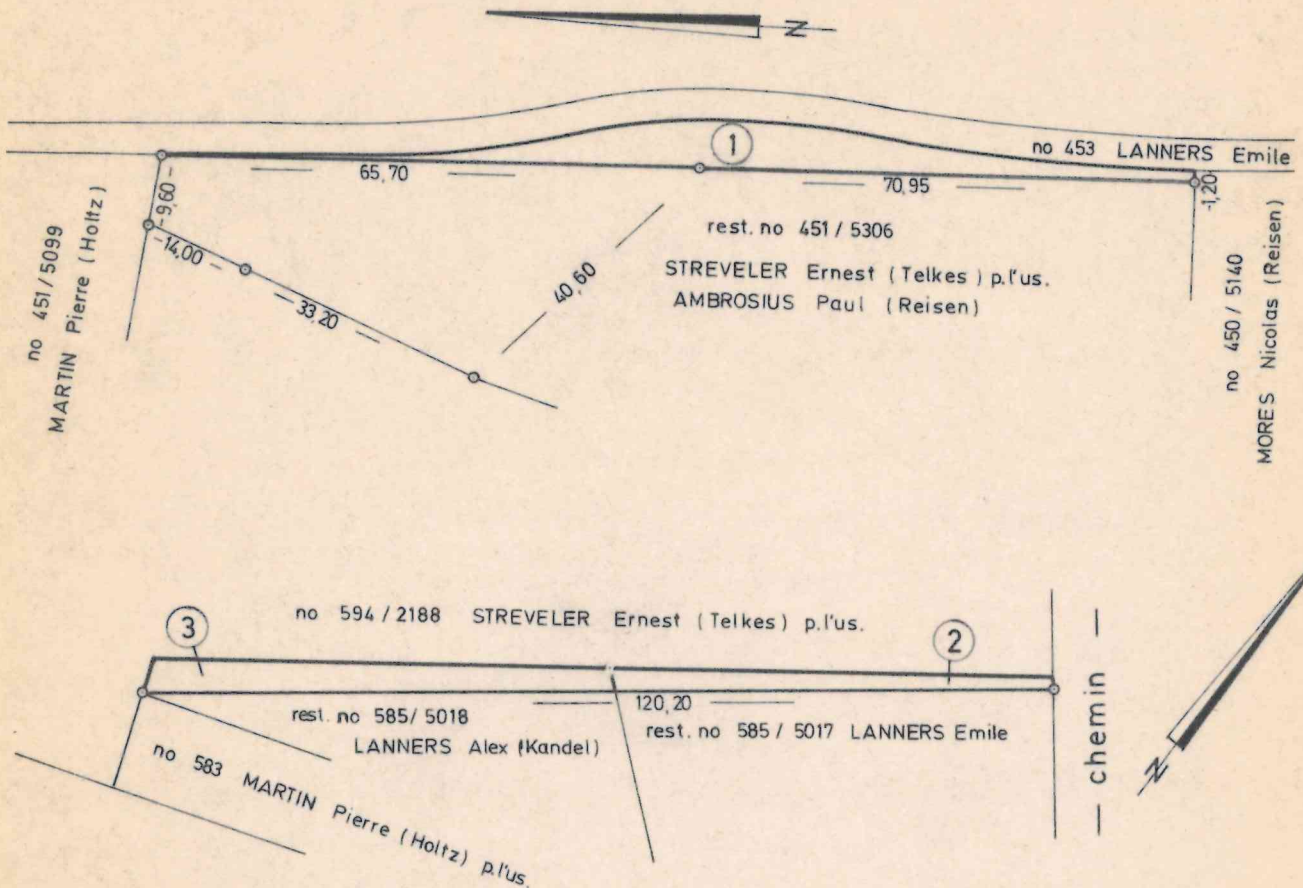 N
1
no 453 LANNERS Emile
65,70
70,95
1,20
9,60
14,00
33,20
40,60
rest. no 451 / 5306
STREVELER Ernest (Telkes) p.l'us.
AMBROSIUS Paul (Reisen)
no 451 / 5099
MARTIN Pierre (Holtz)
no 450 / 5140
MORES Nicolas (Reisen)
no 594 / 2188 STREVELER Ernest (Telkes) p.l'us.
3
2
120,20
rest. no 585 / 5018
LANNERS Alex (Kandel)
rest. no 585 / 5017 LANNERS Emile
no 583 MARTIN Pierre (Holtz) p.l'us.
— chemin —
N